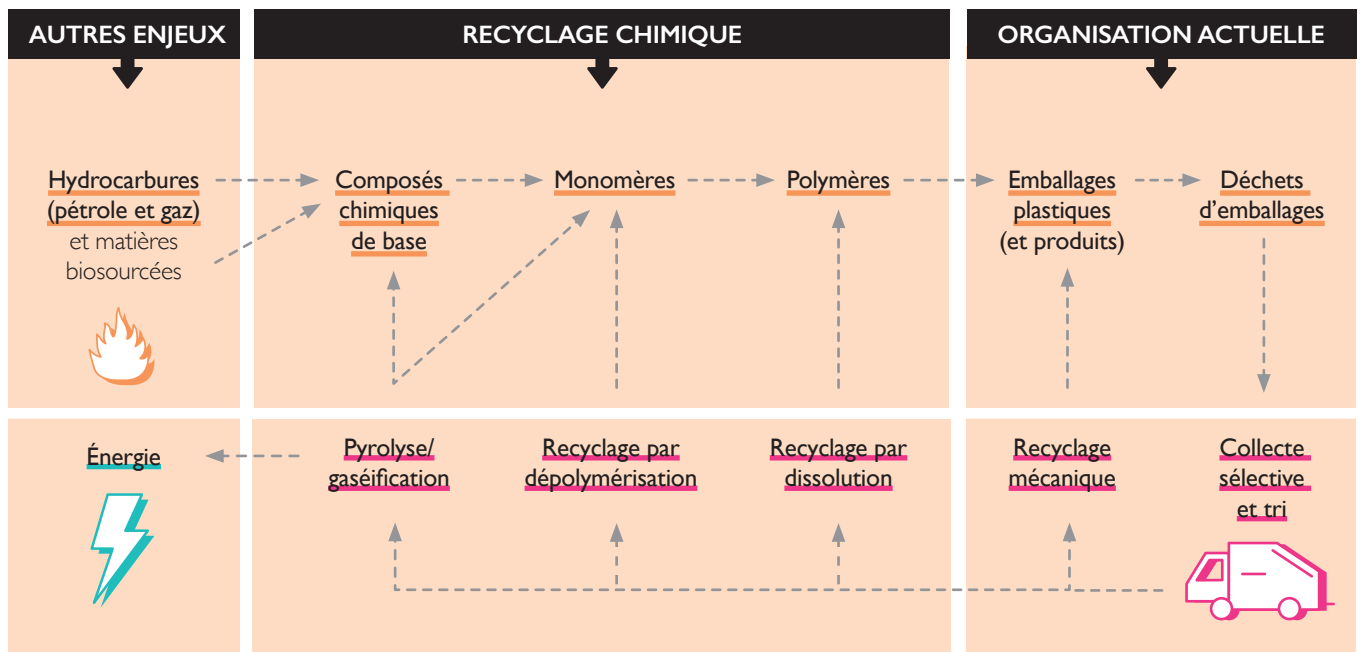 AUTRES ENJEUX
RECYCLAGE CHIMIQUE
ORGANISATION ACTUELLE
Hydrocarbures
(pétrole et gaz)
et matières
biosourcées
Composés
chimiques
de base
Monomères
Polymères
Emballages
plastiques
(et produits)
Déchets
d'emballages
Énergie
Pyrolyse/
gaséification
Recyclage par
dépolymérisation
Recyclage par
dissolution
Recyclage
mécanique
Collecte
sélective
et tri